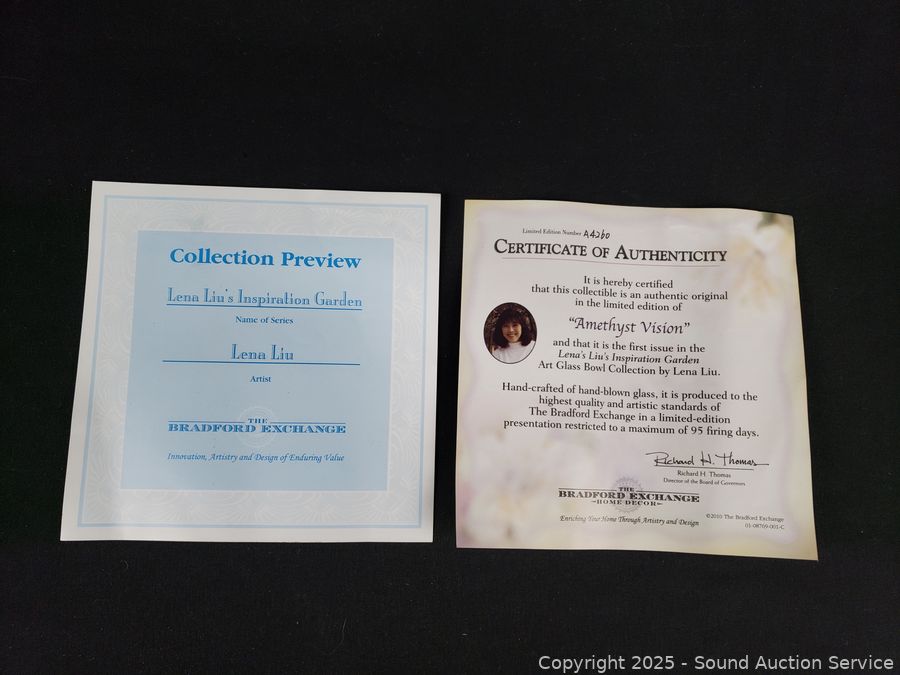 Collection Preview
Lena Liu's Inspiration Garden
Name of Series
Lena Liu
Artist
THE
BRADFORD EXCHANGE
Innovation, Artistry and Design of Enduring Value
Limited Edition Number A4260
CERTIFICATE OF AUTHENTICITY
It is hereby certified
that this collectible is an authentic original
in the limited edition of
"Amethyst Vision"
and that it is the first issue in the
Lena's Liu's Inspiration Garden
Art Glass Bowl Collection by Lena Liu.
Hand-crafted of hand-blown glass, it is produced to the
highest quality and artistic standards of
The Bradford Exchange in a limited-edition
presentation restricted to a maximum of 95 firing days.
Richard H. Thomas
Richard H. Thomas
Director of the Board of Governors
THE
BRADFORD EXCHANGE
HOME DECOR
Enriching Your Home Through Artistry and Design
©2010 The Bradford Exchange
01-08769-001-C
Copyright 2025 - Sound Auction Service